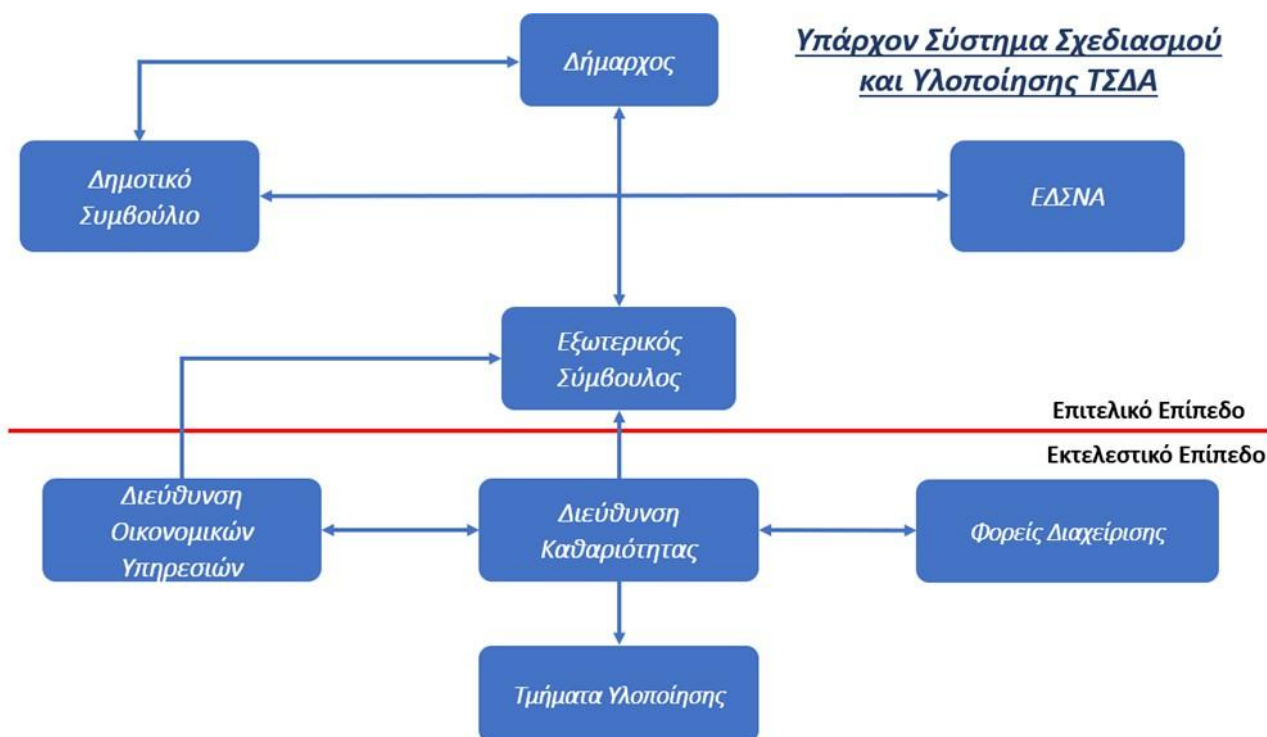 Υπάρχον Σύστημα Σχεδιασμού
και Υλοποίησης ΤΣΔΑ
Δήμαρχος
Δημοτικό
Συμβούλιο
ΕΔΣΝΑ
Εξωτερικός
Σύμβουλος
Επιτελικό Επίπεδο
Εκτελεστικό Επίπεδο
Διεύθυνση
Οικονομικών
Υπηρεσιών
Διεύθυνση
Καθαριότητας
Φορείς Διαχείρισης
Τμήματα Υλοποίησης